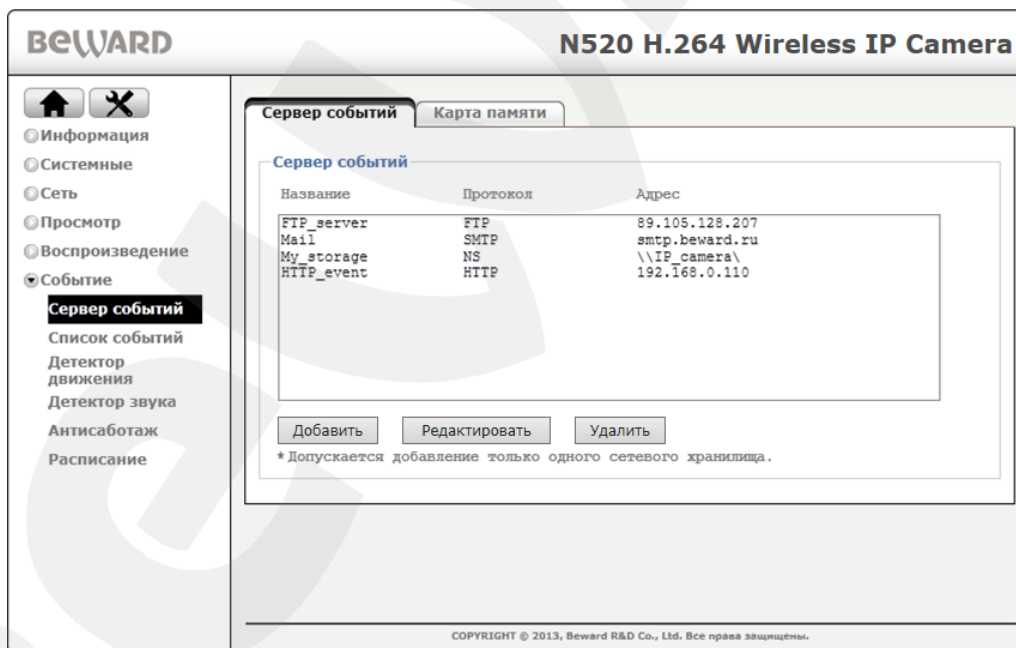 BEWARD
N520 H.264 Wireless IP Camera
Информация
Системные
Сеть
Просмотр
Воспроизведение
Событие
Сервер событий
Список событий
Детектор
движения
Детектор звука
Антисаботаж
Расписание
Сервер событий
Карта памяти
Сервер событий
Название Протокол Адрес
FTP_server FTP 89.105.128.207
Mail SMTP smtp.beward.ru
My_storage NS \\IP_camera\
HTTP_event HTTP 192.168.0.110
Добавить Редактировать Удалить
* Допускается добавление только одного сетевого хранилища.
COPYRIGHT © 2013, Beward R&D Co., Ltd. Все права защищены.